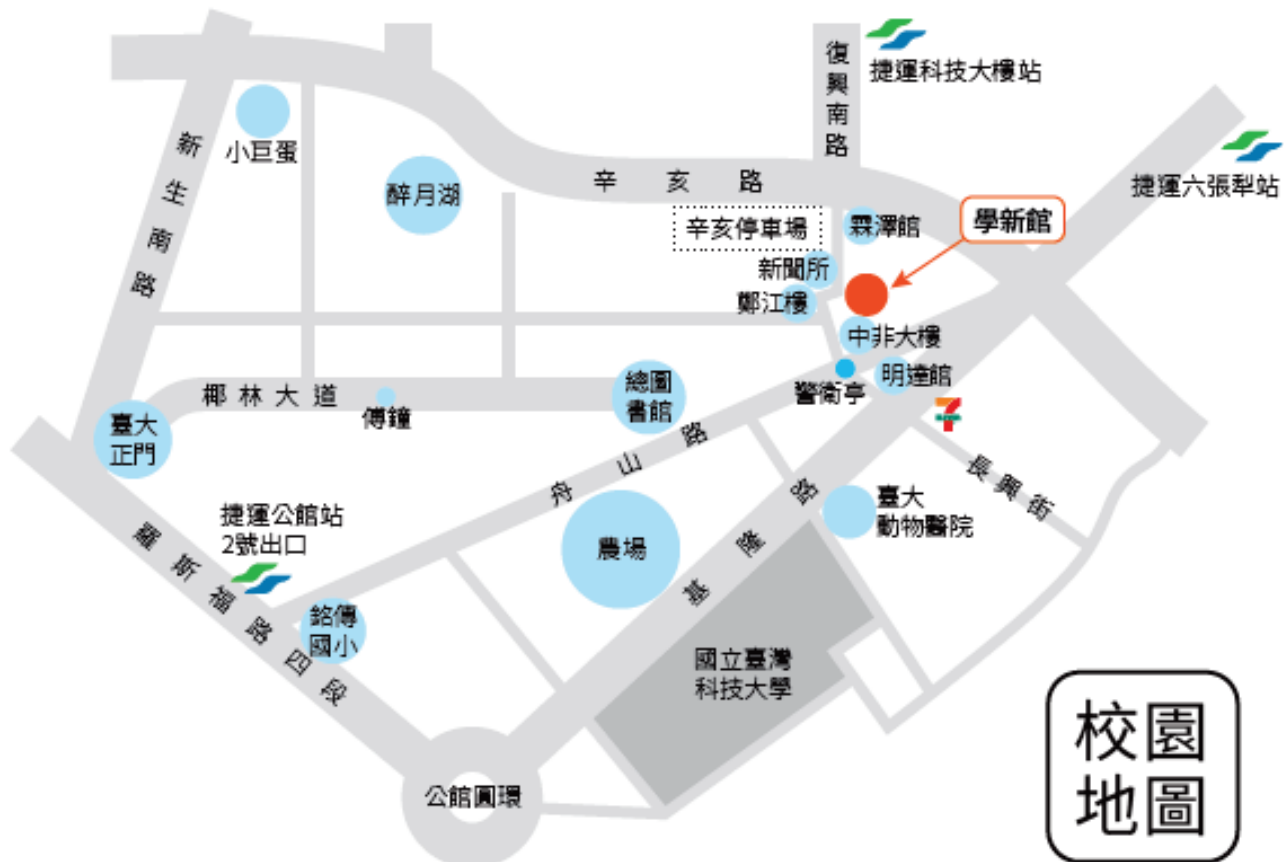 復興南路
捷運科技大樓站
捷運六張犁站
新生南路
小巨蛋
醉月湖
辛亥路
辛亥停車場
霖澤館
學新館
新聞所
鄭江樓
中非大樓
警衛亭
明達館
椰林大道
傅鐘
總圖
書館
臺大
正門
舟山路
長興街
捷運公館站
2號出口
農場
基隆路
臺大
動物醫院
羅斯福路四段
銘傳
國小
國立臺灣
科技大學
公館圓環
校園
地圖